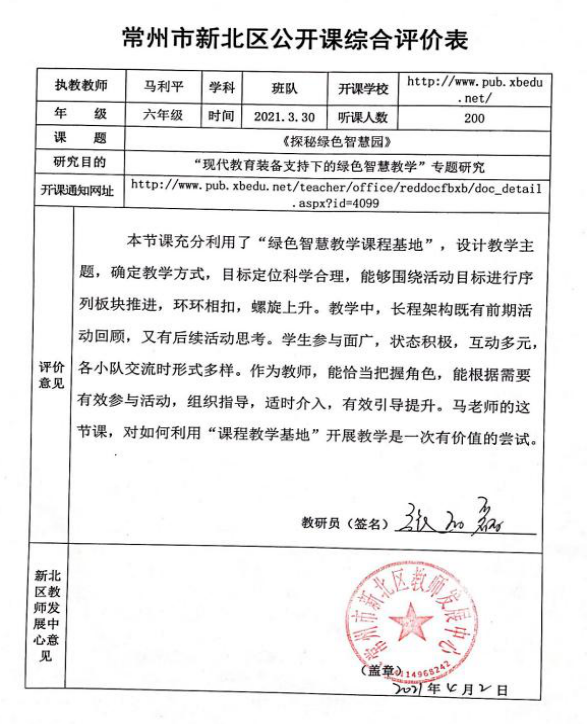 常州市新北区公开课综合评价表
执教教师 马利平 学科 班队 开课学校 http://www.pub.xbedu
.net/
年 级 六年级 时间 2021.3.30 听课人数 200
课 题 《探秘绿色智慧园》
研究目的 “现代教育装备支持下的绿色智慧教学”专题研究
开课通知网址 http://www.pub.xbedu.net/teacher/office/reddocfbxb/doc_detail
.aspx?id=4099
本节课充分利用了“绿色智慧教学课程基地”，设计教学主
题，确定教学方式，目标定位科学合理，能够围绕活动目标进行序
列板块推进，环环相扣，螺旋上升。教学中，长程架构既有前期活
动回顾，又有后续活动思考。学生参与面广，状态积极，互动多元，
评价
意见
各小队交流时形式多样。作为教师，能恰当把握角色，能根据需要
有效参与活动，组织指导，适时介入，有效引导提升。马老师的这
节课，对如何利用“课程教学基地”开展教学是一次有价值的尝试。
教研员（签名）
新北
区教
师发
展中
心意
见
常州市新北区教师发展中心
（盖章）
2021年 月2日